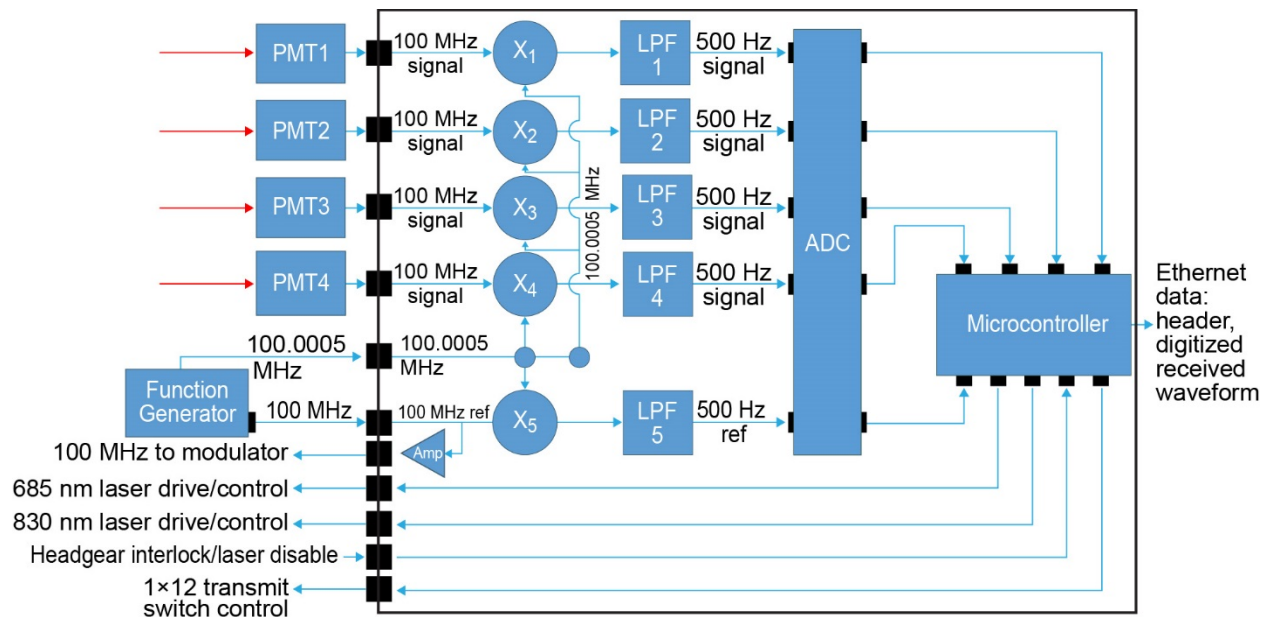 PMT1
100 MHz
signal
X1
LPF
1
500 Hz
signal
PMT2
100 MHz
signal
X2
LPF
2
500 Hz
signal
PMT3
100 MHz
signal
X3
LPF
3
500 Hz
signal
PMT4
100 MHz
signal
X4
LPF
4
500 Hz
signal
100.0005 MHz
ADC
Microcontroller
Ethernet
data:
header,
digitized
received
waveform
100.0005
MHz
100.0005
MHz
Function
Generator
100 MHz
100 MHz ref
X5
LPF
5
500 Hz
ref
Amp
100 MHz to modulator
685 nm laser drive/control
830 nm laser drive/control
Headgear interlock/laser disable
1×12 transmit
switch control